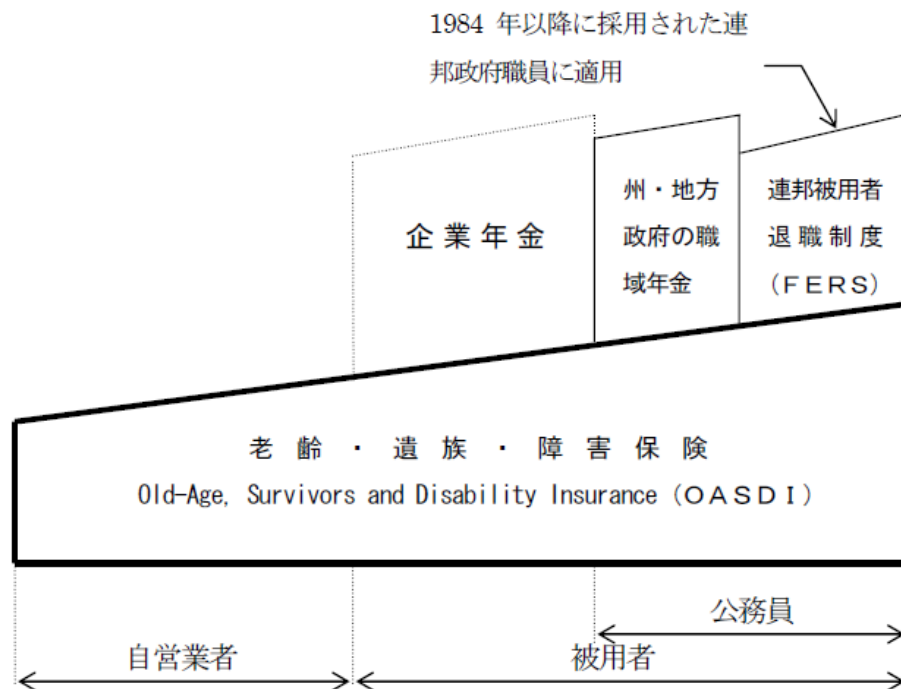 1984 年以降に採用された連
邦政府職員に適用
企業年金
州・地方
政府の職
域年金
連邦被用者
退職制度
（ＦＥＲＳ）
老齢・遺族・障害保険
Old-Age, Survivors and Disability Insurance（ＯＡＳＤＩ）
公務員
自営業者
被用者